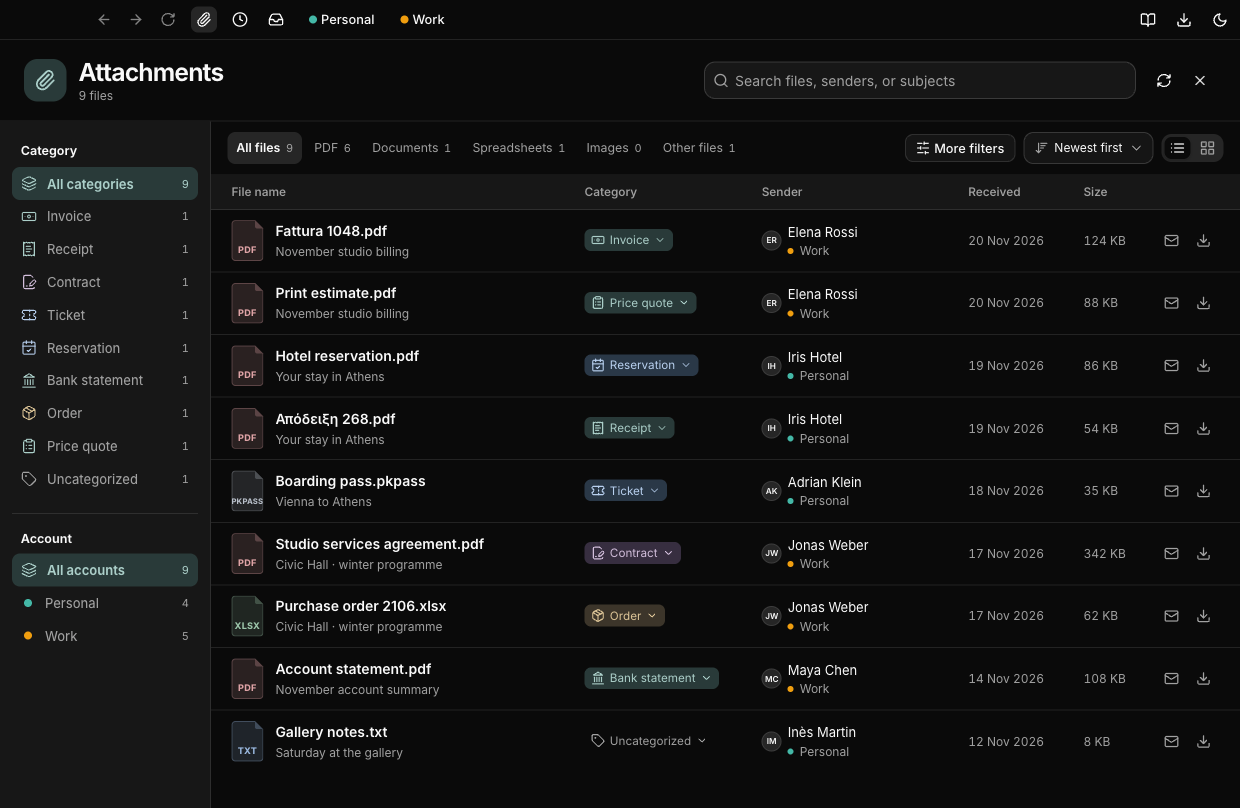 Personal
Work
Attachments
9 files
Search files, senders, or subjects
Category
All categories 9
Invoice 1
Receipt 1
Contract 1
Ticket 1
Reservation 1
Bank statement 1
Order 1
Price quote 1
Uncategorized 1
Account
All accounts 9
Personal 4
Work 5
All files 9 PDF 6 Documents 1 Spreadsheets 1 Images 0 Other files 1 More filters Newest first
File name Category Sender Received Size
PDF Fattura 1048.pdf Invoice ER Elena Rossi 20 Nov 2026 124 KB
November studio billing Work
PDF Print estimate.pdf Price quote ER Elena Rossi 20 Nov 2026 88 KB
November studio billing Work
PDF Hotel reservation.pdf Reservation IH Iris Hotel 19 Nov 2026 86 KB
Your stay in Athens Personal
PDF Απόδειξη 268.pdf Receipt IH Iris Hotel 19 Nov 2026 54 KB
Your stay in Athens Personal
PKPASS Boarding pass.pkpass Ticket AK Adrian Klein 18 Nov 2026 35 KB
Vienna to Athens Personal
PDF Studio services agreement.pdf Contract JW Jonas Weber 17 Nov 2026 342 KB
Civic Hall · winter programme Work
XLSX Purchase order 2106.xlsx Order JW Jonas Weber 17 Nov 2026 62 KB
Civic Hall · winter programme Work
PDF Account statement.pdf Bank statement MC Maya Chen 14 Nov 2026 108 KB
November account summary Work
TXT Gallery notes.txt Uncategorized IM Inès Martin 12 Nov 2026 8 KB
Saturday at the gallery Personal